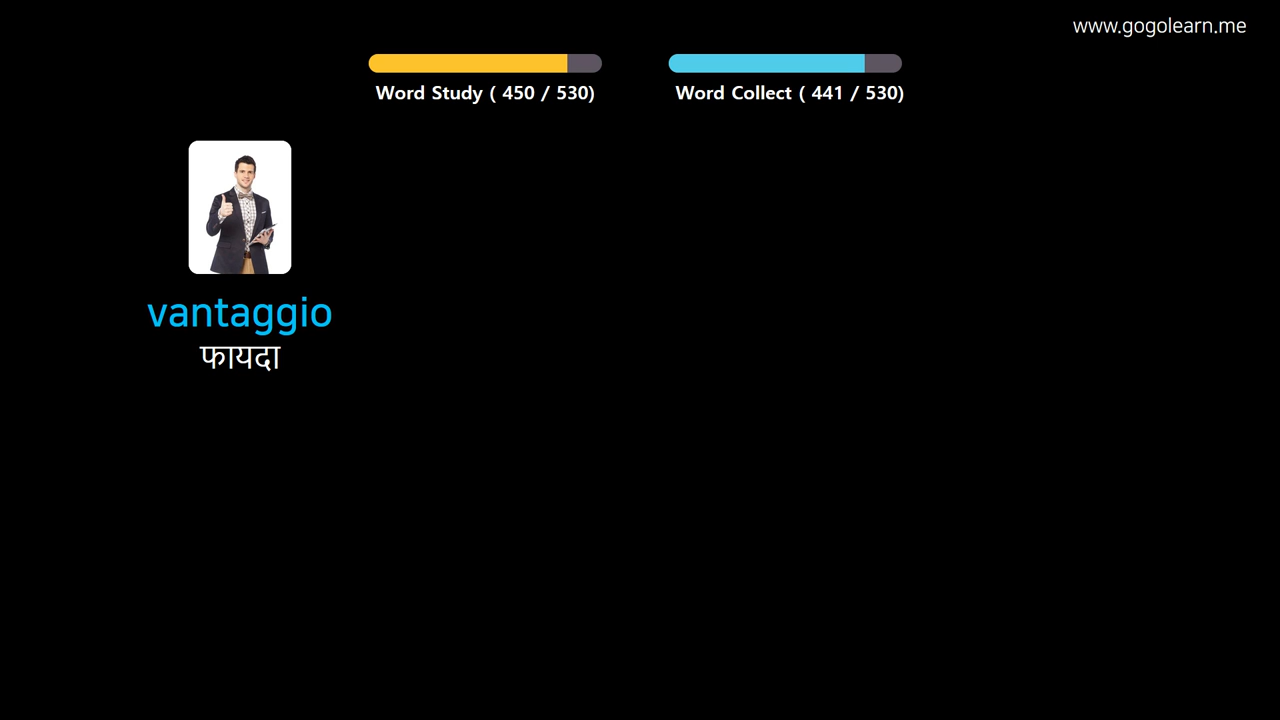 www.gogolearn.me
Word Study ( 450 / 530)
Word Collect ( 441 / 530)
vantaggio
फायदा